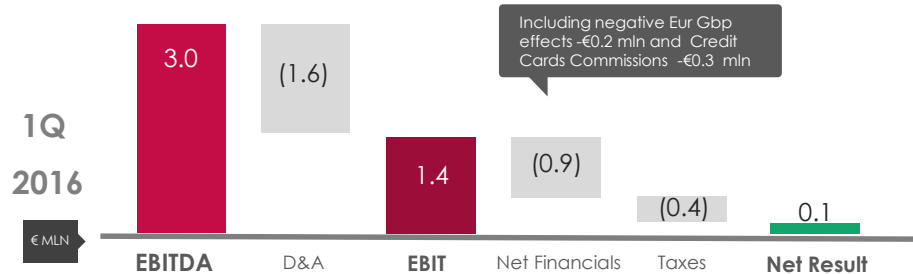 Including negative Eur Gbp
effects -€0.2 mln and Credit
Cards Commissions -€0.3 mln
3.0
(1.6)
1Q
2016
1.4
(0.9)
(0.4)
0.1
€ MLN
EBITDA
D&A
EBIT
Net Financials
Taxes
Net Result